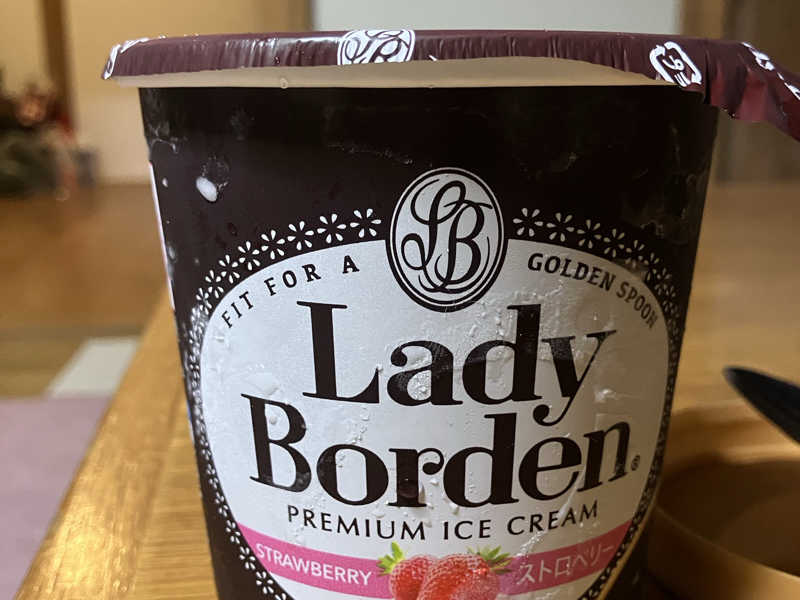 LB
FIT FOR A GOLDEN SPOON
Lady
Borden®
PREMIUM ICE CREAM
STRAWBERRY ストロベリー